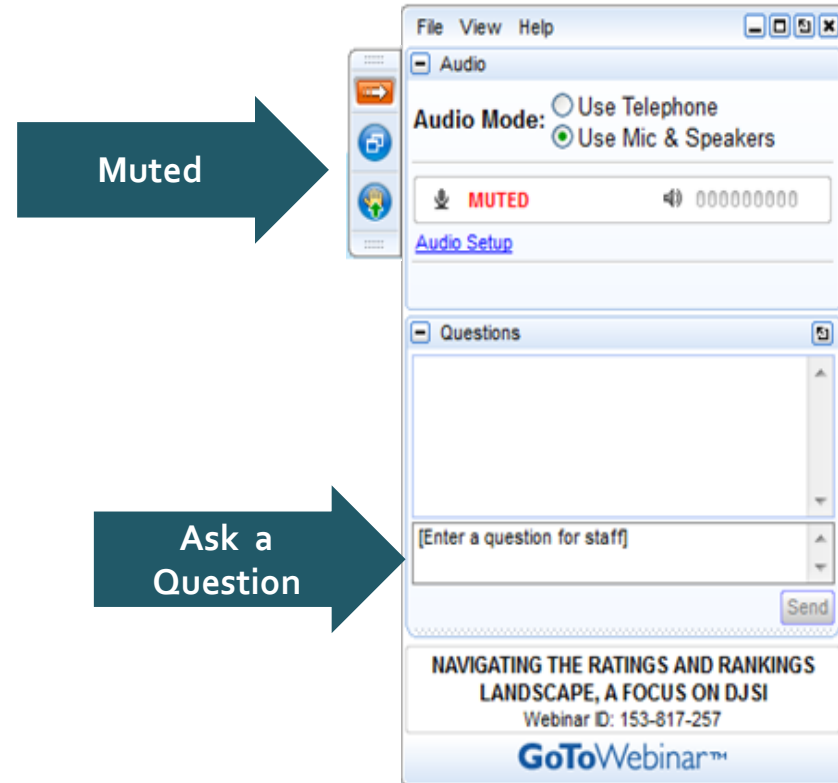 File View Help
Audio
Audio Mode:
Use Telephone
Use Mic & Speakers
Muted
MUTED
000000000
Audio Setup
Questions
Ask a
Question
[Enter a question for staff]
Send
NAVIGATING THE RATINGS AND RANKINGS
LANDSCAPE, A FOCUS ON DJSI
Webinar ID: 153-817-257
GoToWebinar™